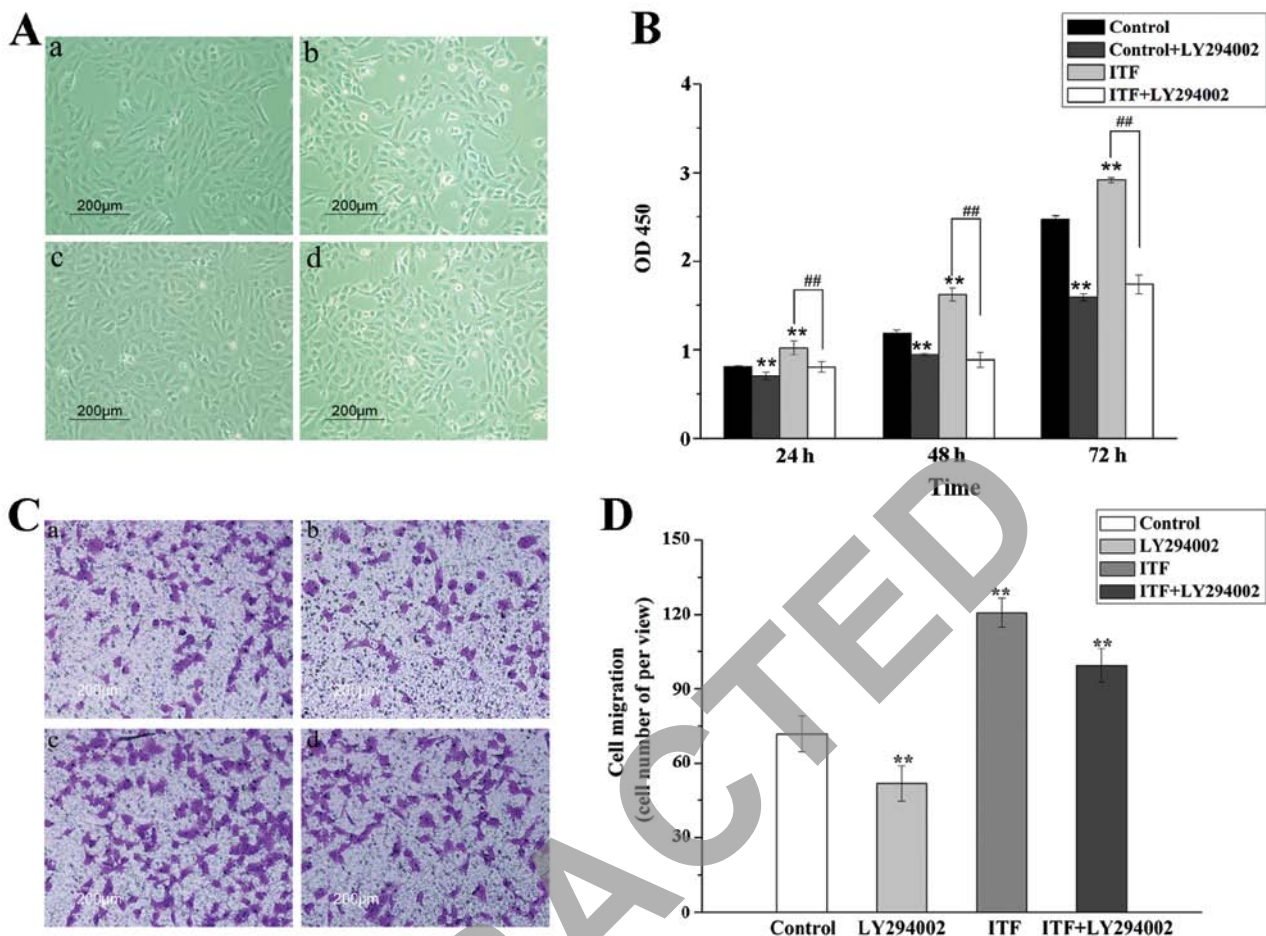 A
a
b
200µm
200µm
c
d
200µm
200µm
B
Control
Control+LY294002
ITF
ITF+LY294002
4
3
2
1
0
OD 450
** ** ##
** ** ##
** ** ##
24 h 48 h 72 h
Time
C
a
b
200µm
200µm
c
d
200µm
200µm
D
Control
LY294002
ITF
ITF+LY294002
150
120
90
60
30
0
Cell migration
(cell number of per view)
**
**
**
Control LY294002 ITF ITF+LY294002
ACTED